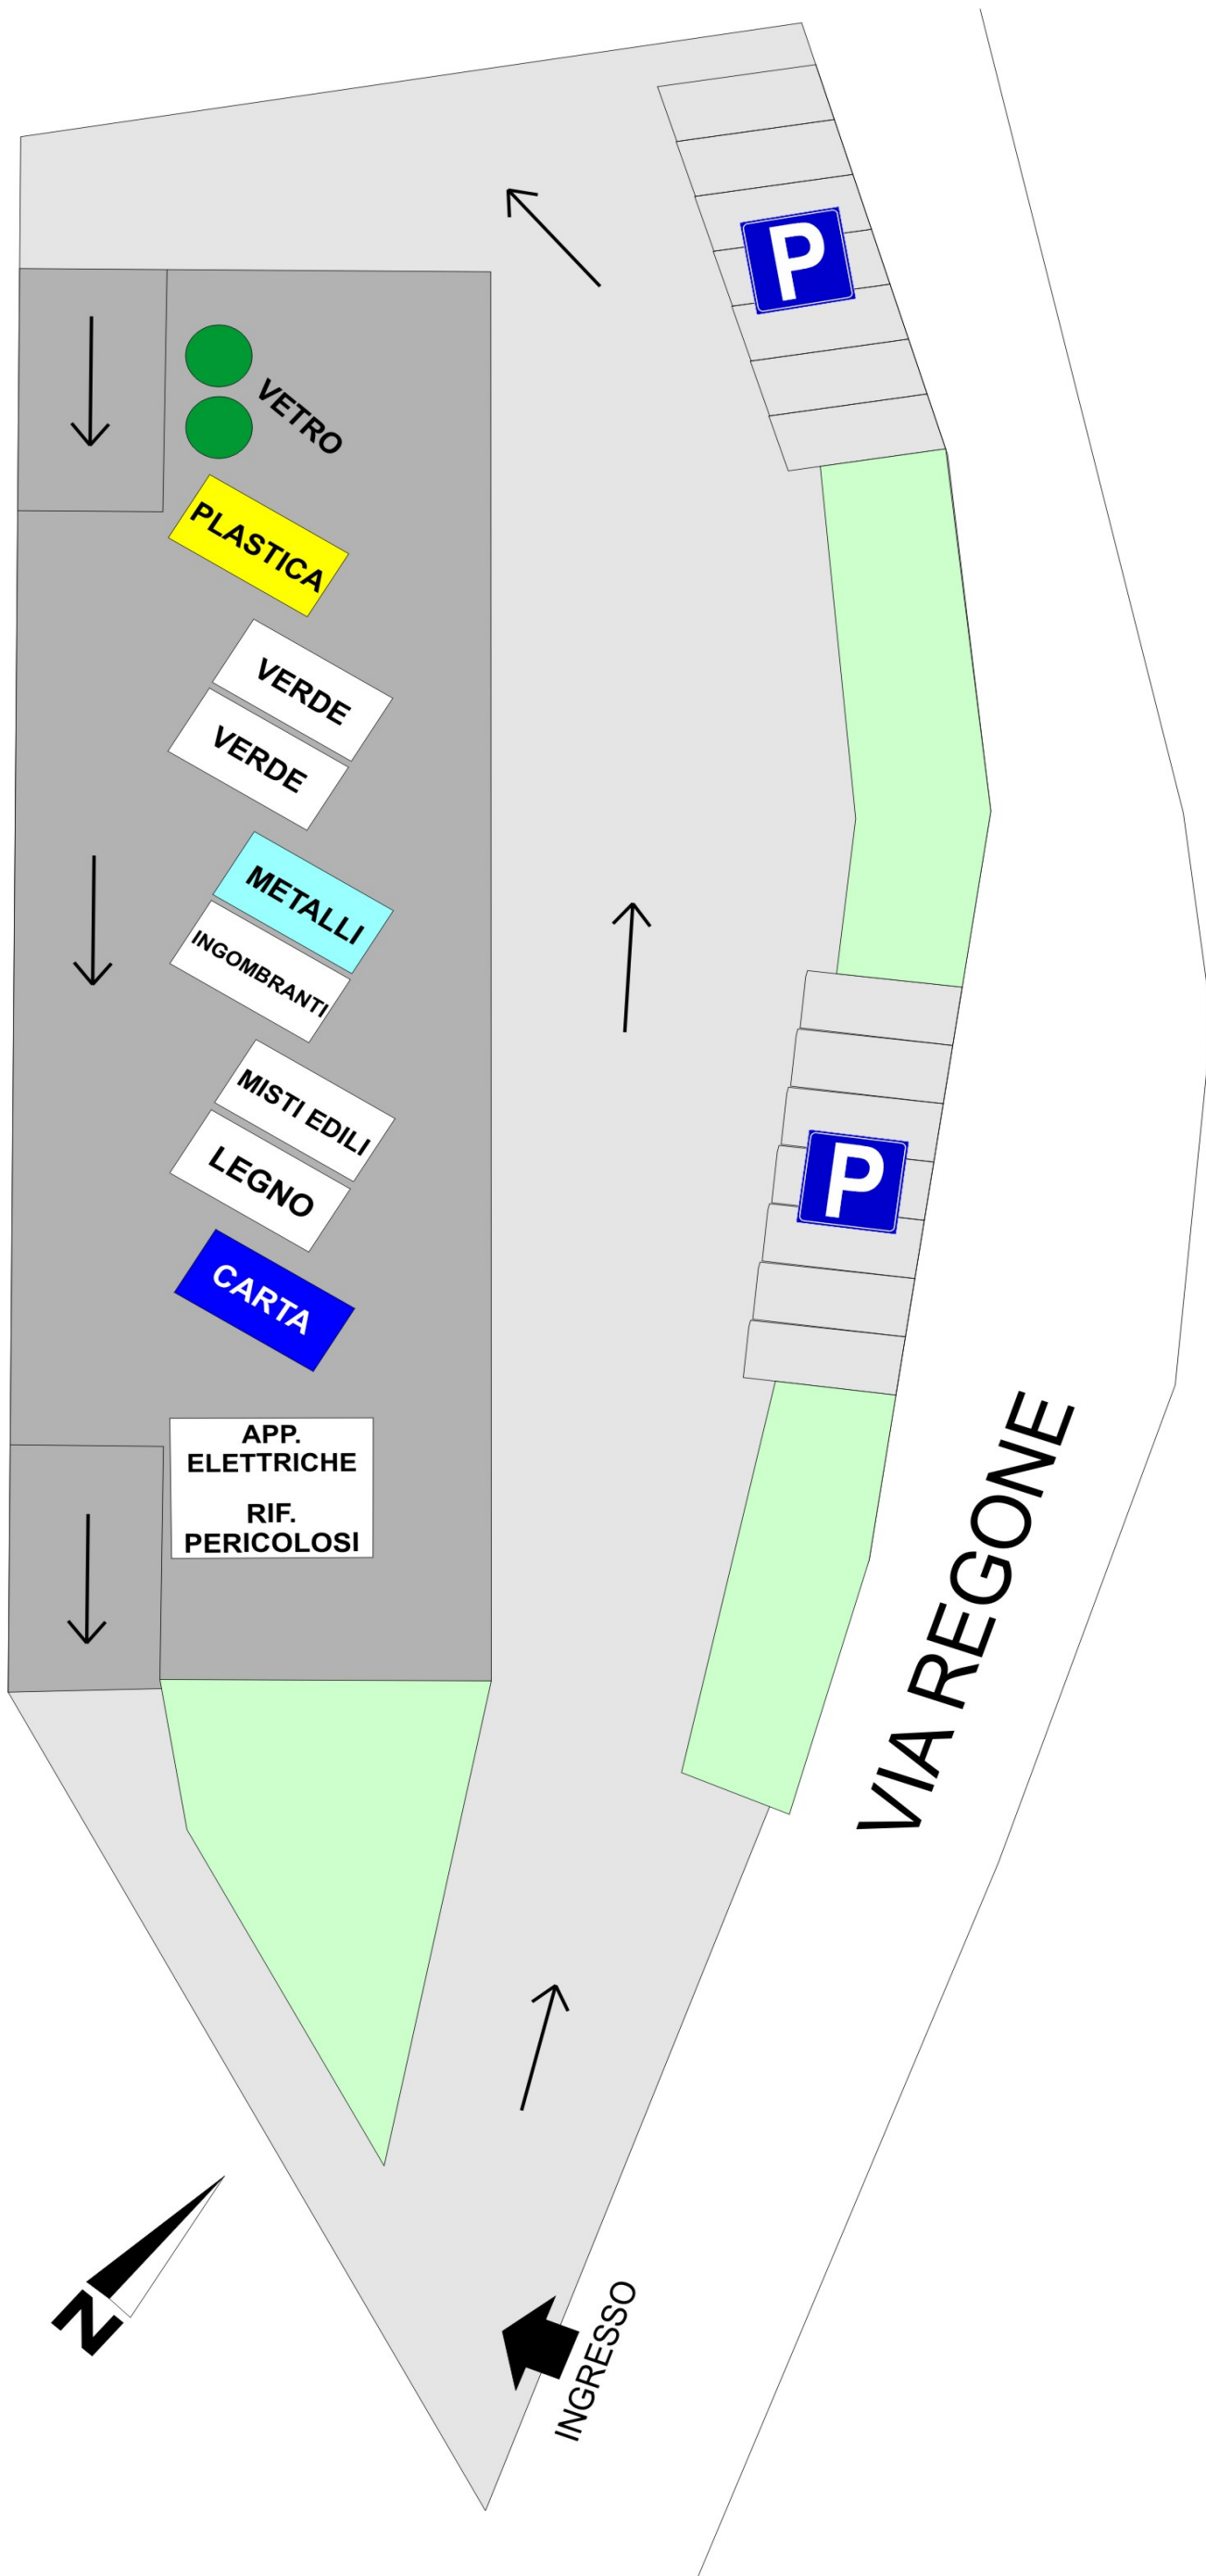 P
VETRO
PLASTICA
VERDE
VERDE
METALLI
INGOMBRANTI
MISTI EDILI
P
LEGNO
CARTA
APP.
ELETTRICHE
RIF.
PERICOLOSI
VIA REGONE
N
INGRESSO